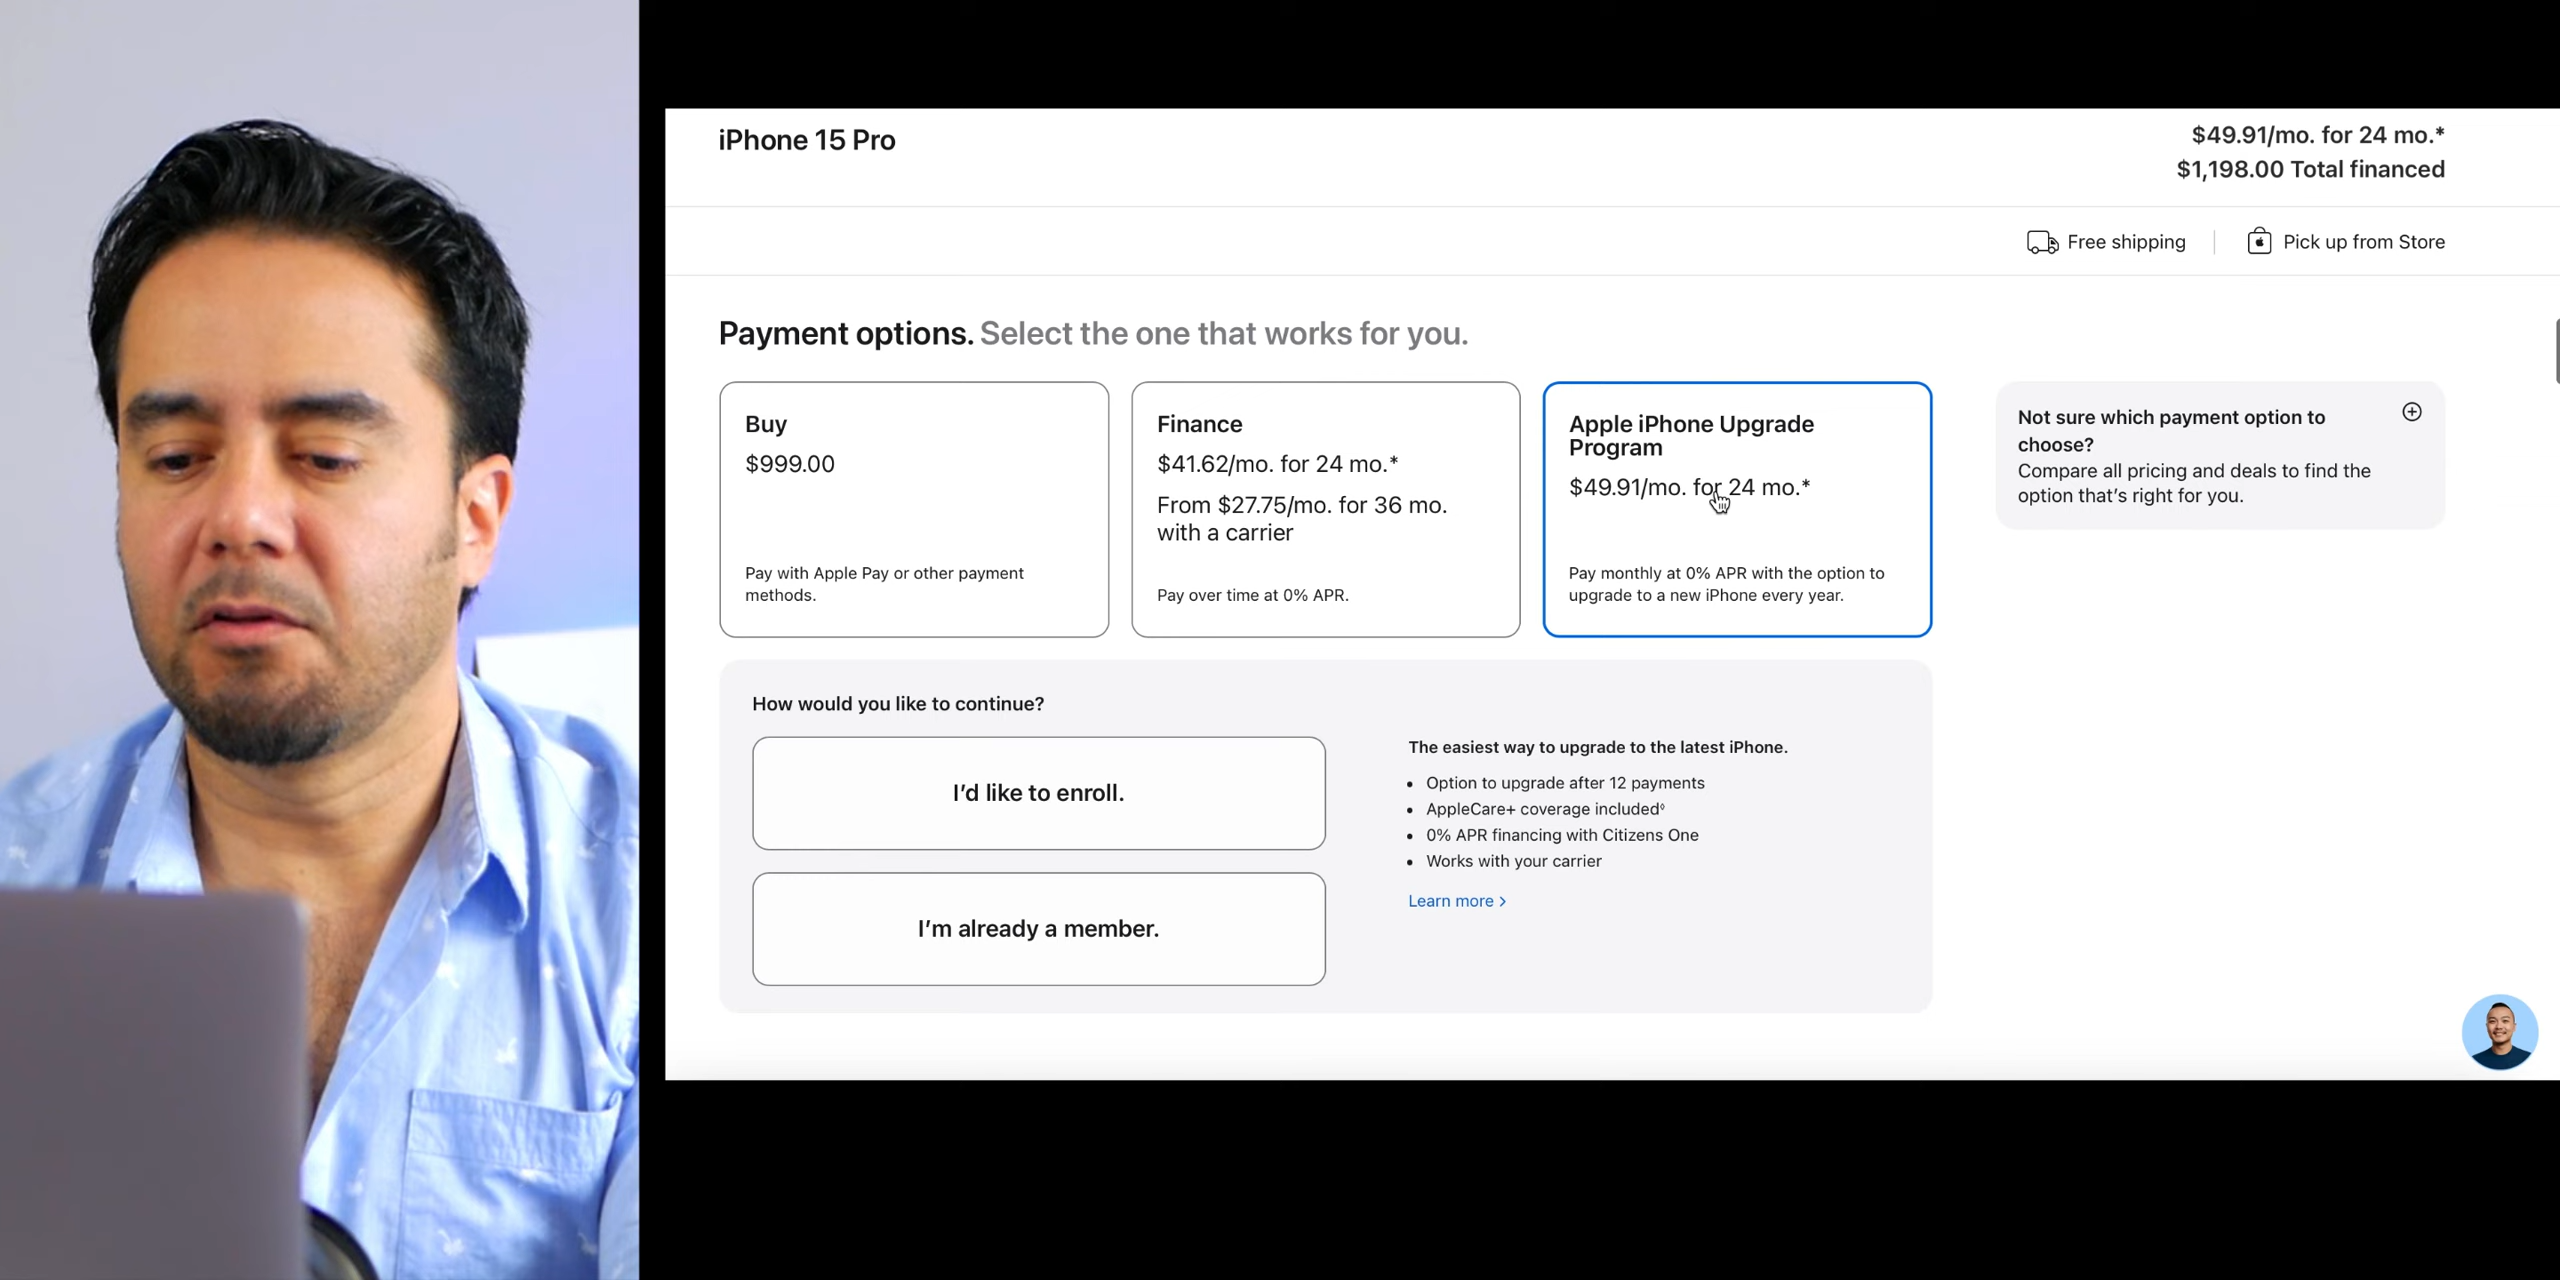 iPhone 15 Pro
$49.91/mo. for 24 mo.*
$1,198.00 Total financed
Free shipping
Pick up from Store
Payment options. Select the one that works for you.
Buy
$999.00
Pay with Apple Pay or other payment
methods.
Finance
$41.62/mo. for 24 mo.*
From $27.75/mo. for 36 mo.
with a carrier
Pay over time at 0% APR.
Apple iPhone Upgrade
Program
$49.91/mo. for 24 mo.*
Pay monthly at 0% APR with the option to
upgrade to a new iPhone every year.
Not sure which payment option to
choose?
Compare all pricing and deals to find the
option that’s right for you.
How would you like to continue?
I’d like to enroll.
I’m already a member.
The easiest way to upgrade to the latest iPhone.
• Option to upgrade after 12 payments
• AppleCare+ coverage included◊
• 0% APR financing with Citizens One
• Works with your carrier
Learn more >